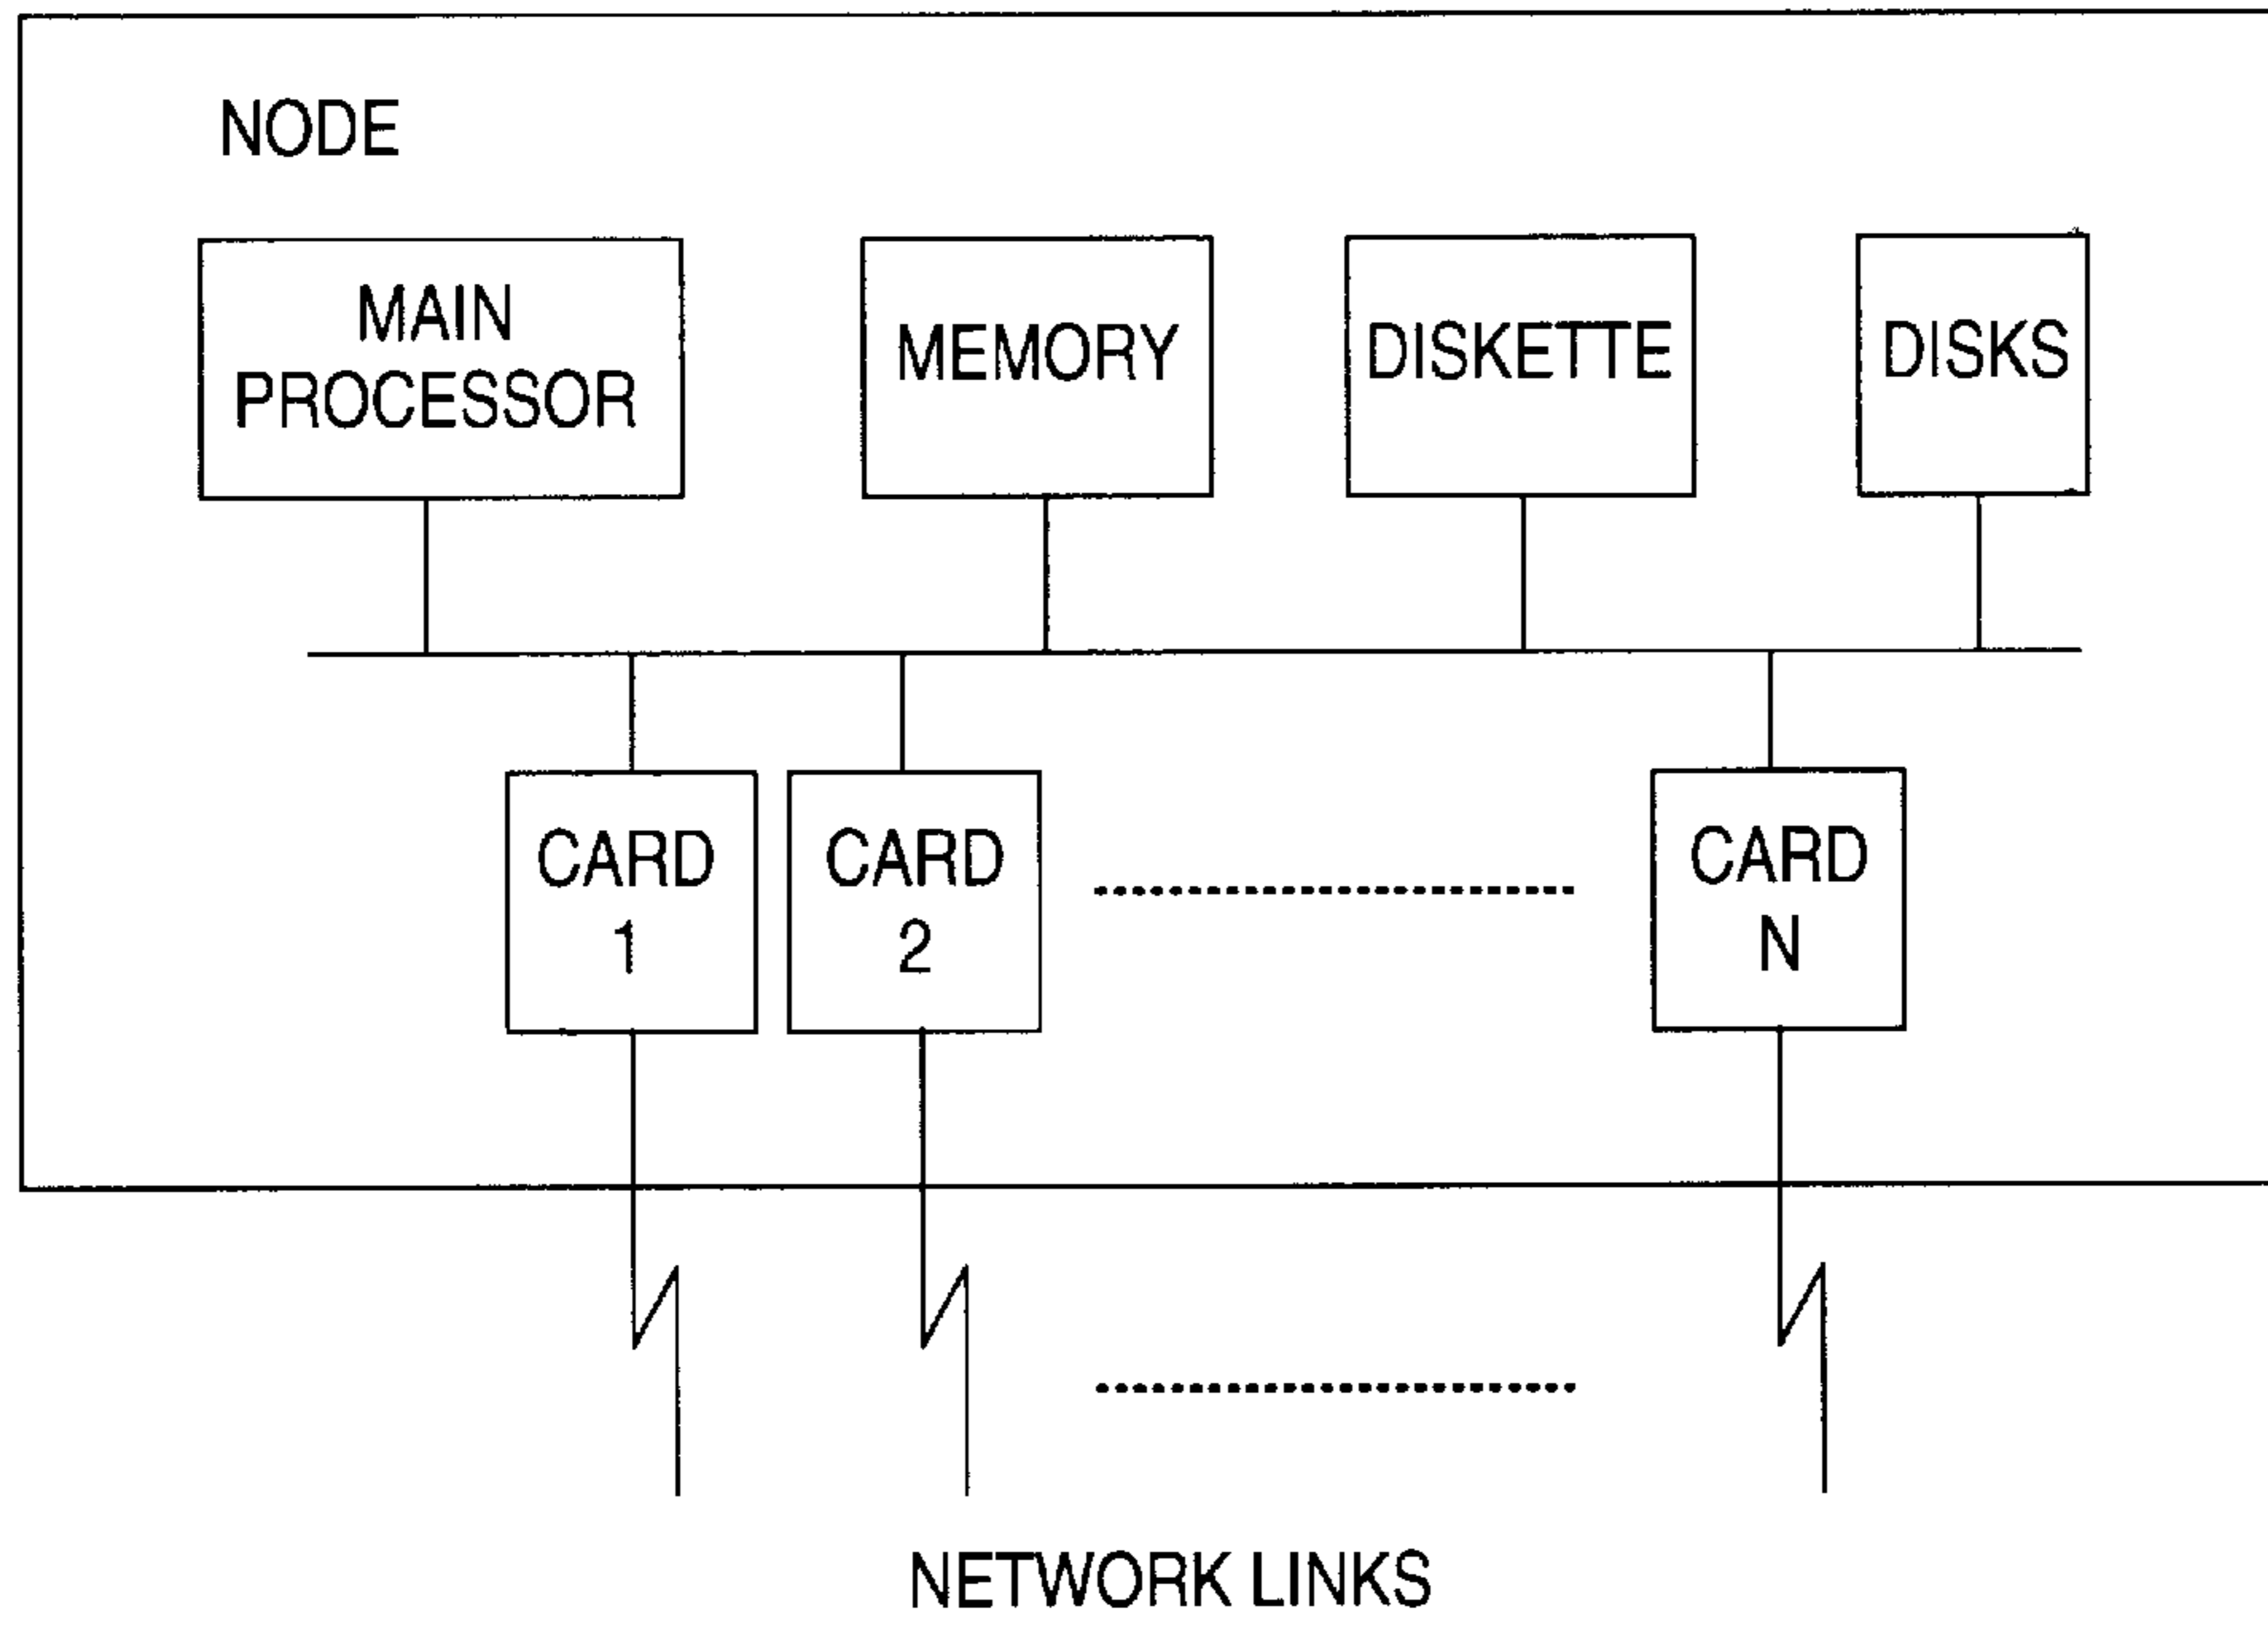 NODE
MAIN
PROCESSOR
MEMORY
DISKETTE
DISKS
CARD
1
CARD
2
CARD
N
NETWORK LINKS